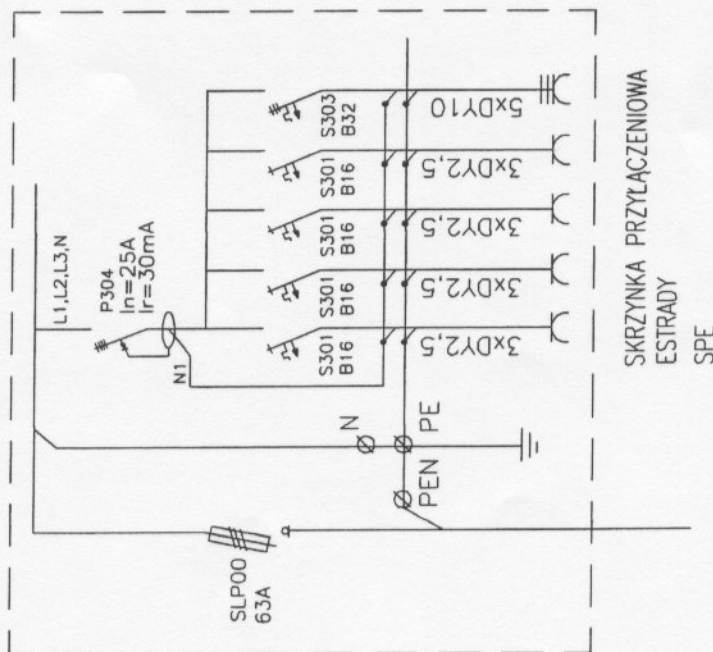 L1,L2,L3,N
P304
In=25A
Ir=30mA
N1
S301
B16
S301
B16
S301
B16
S301
B16
S303
B32
3xDY2,5
3xDY2,5
3xDY2,5
3xDY2,5
5xDY10
N
PE
PEN
SLP00
63A
SKRZYNKA PRZYŁĄCZENIOWA
ESTRADY
SPE